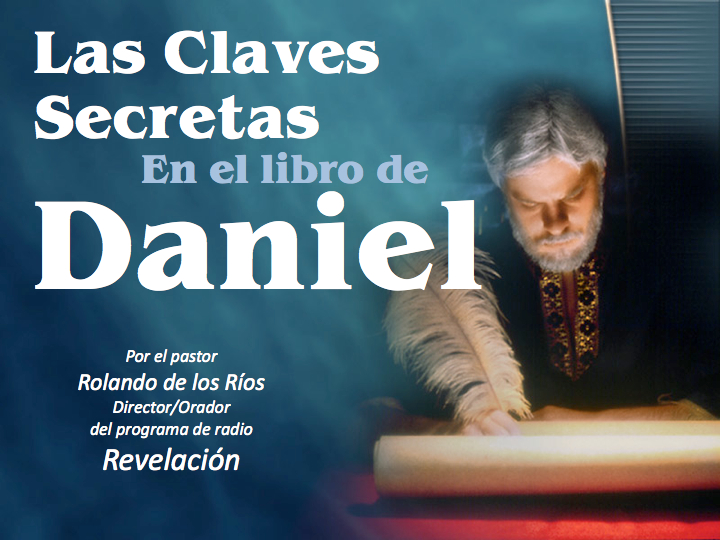 Las Claves
Secretas
En el libro de
Daniel
Por el pastor
Rolando de los Ríos
Director/Orador
del programa de radio
Revelación